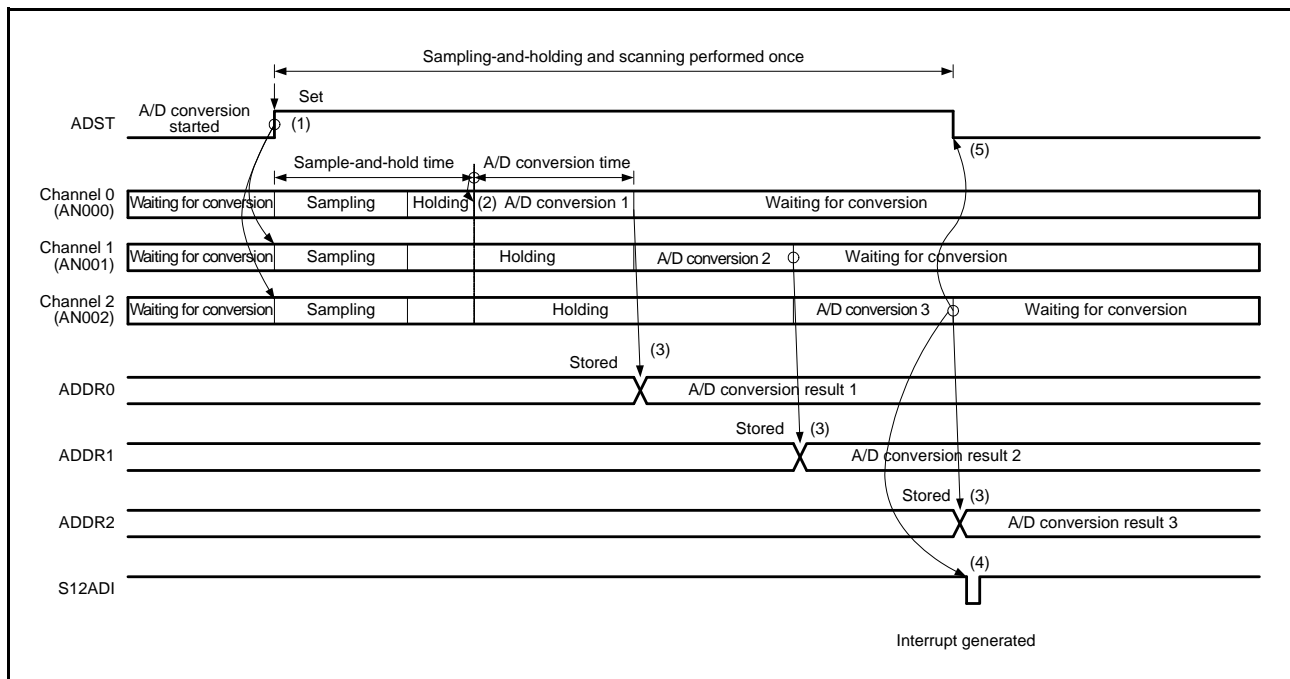 Sampling-and-holding and scanning performed once
Set
A/D conversion
started
ADST
(1)
(5)
Sample-and-hold time
A/D conversion time
Channel 0
(AN000)
Waiting for conversion
Sampling
Holding
(2)
A/D conversion 1
Waiting for conversion
Channel 1
(AN001)
Waiting for conversion
Sampling
Holding
A/D conversion 2
Waiting for conversion
Channel 2
(AN002)
Waiting for conversion
Sampling
Holding
A/D conversion 3
Waiting for conversion
Stored
(3)
ADDR0
A/D conversion result 1
Stored
(3)
ADDR1
A/D conversion result 2
Stored
(3)
ADDR2
A/D conversion result 3
(4)
S12ADI
Interrupt generated